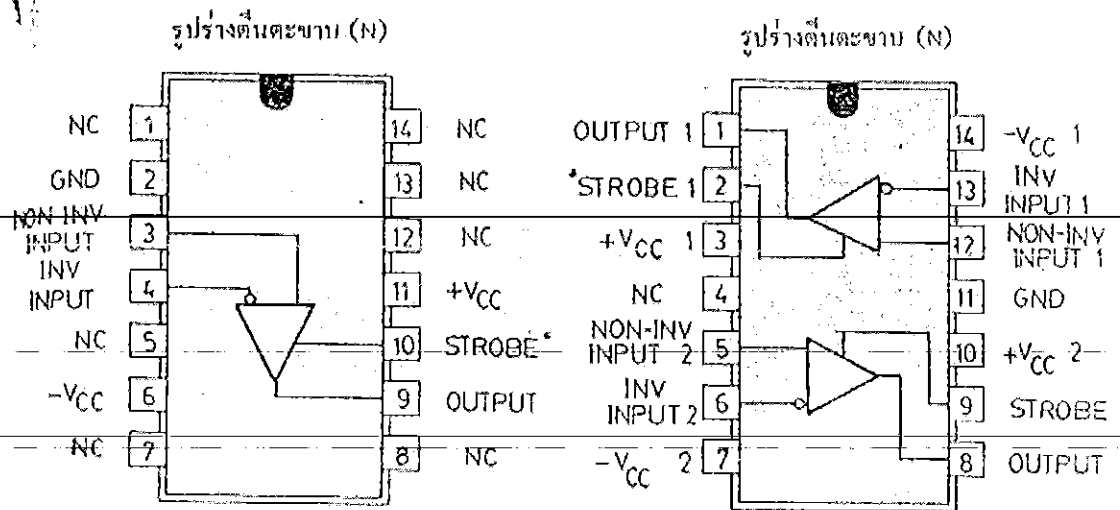 รูปร่างตีนตะขาบ (N)
NC 1 14 NC
GND 2 13 NC
NON-INV INPUT 3 12 NC
INV INPUT 4 11 +VCC
NC 5 10 STROBE*
-VCC 6 9 OUTPUT
NC 7 8 NC
รูปร่างตีนตะขาบ (N)
OUTPUT 1 1 14 -VCC 1
*STROBE 1 2 13 INV INPUT 1
+VCC 1 3 12 NON-INV INPUT 1
NC 4 11 GND
NON-INV INPUT 2 5 10 +VCC 2
INV INPUT 2 6 9 STROBE
-VCC 2 7 8 OUTPUT